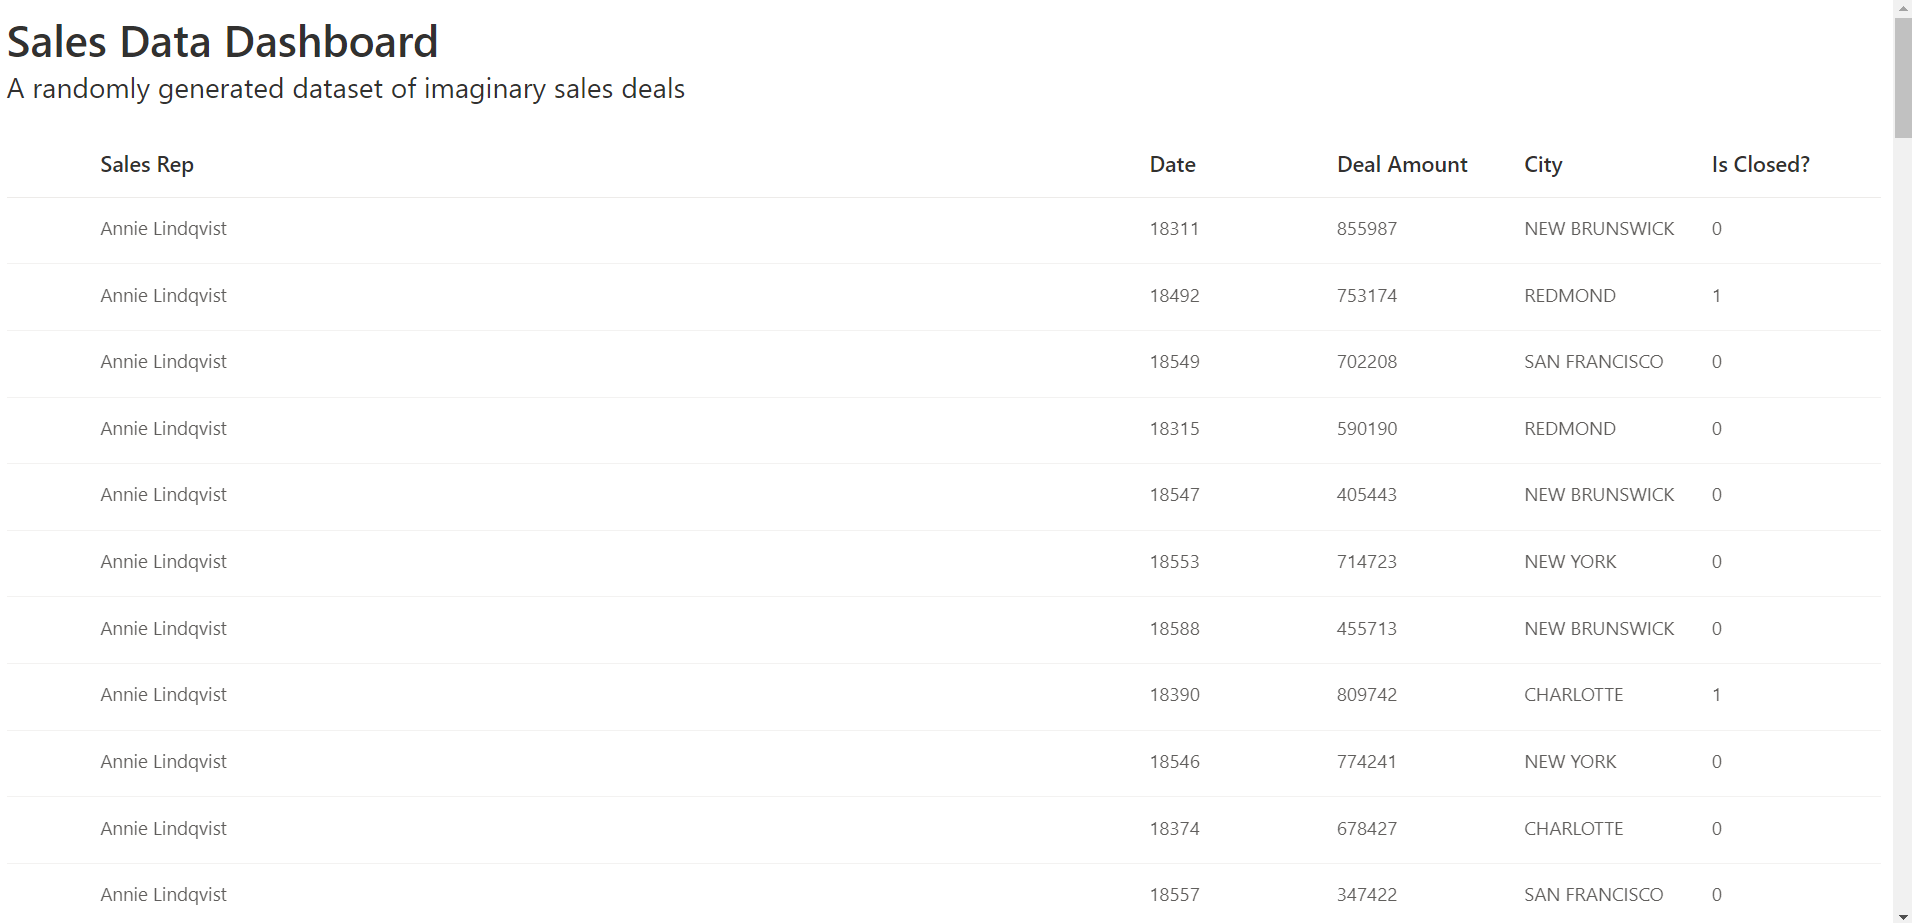 Sales Data Dashboard
A randomly generated dataset of imaginary sales deals
Sales Rep Date Deal Amount City Is Closed?
Annie Lindqvist 18311 855987 NEW BRUNSWICK 0
Annie Lindqvist 18492 753174 REDMOND 1
Annie Lindqvist 18549 702208 SAN FRANCISCO 0
Annie Lindqvist 18315 590190 REDMOND 0
Annie Lindqvist 18547 405443 NEW BRUNSWICK 0
Annie Lindqvist 18553 714723 NEW YORK 0
Annie Lindqvist 18588 455713 NEW BRUNSWICK 0
Annie Lindqvist 18390 809742 CHARLOTTE 1
Annie Lindqvist 18546 774241 NEW YORK 0
Annie Lindqvist 18374 678427 CHARLOTTE 0
Annie Lindqvist 18557 347422 SAN FRANCISCO 0